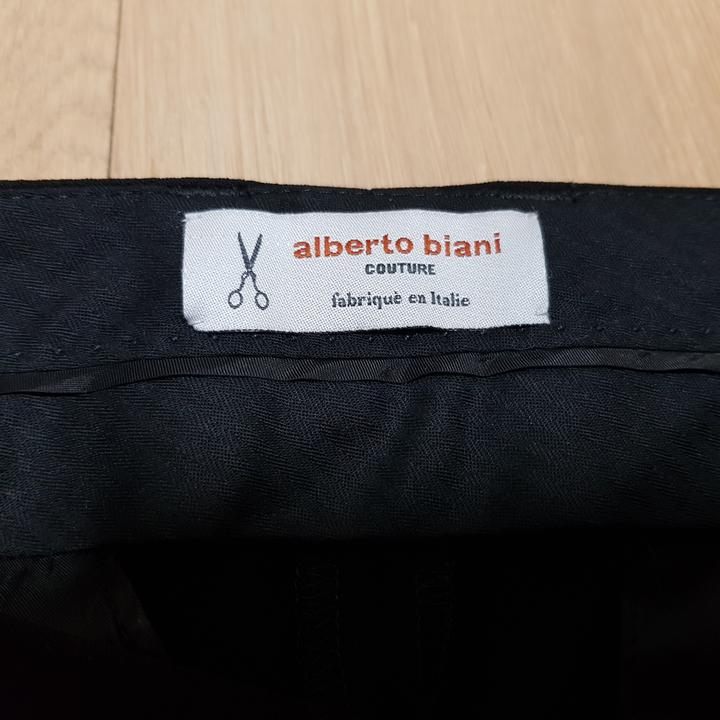 alberto biani
COUTURE
fabriquè en Italie